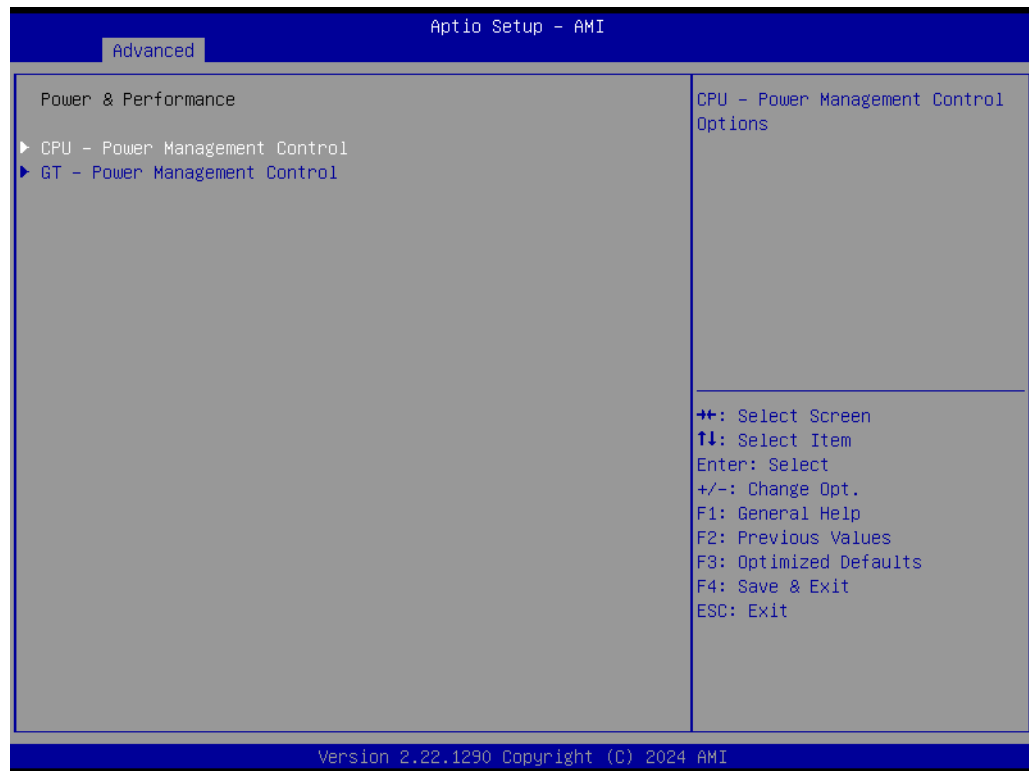 Aptio Setup – AMI
Advanced
Power & Performance
CPU – Power Management Control
GT – Power Management Control
CPU – Power Management Control
Options
→←: Select Screen
↑↓: Select Item
Enter: Select
+/-: Change Opt.
F1: General Help
F2: Previous Values
F3: Optimized Defaults
F4: Save & Exit
ESC: Exit
Version 2.22.1290 Copyright (C) 2024 AMI